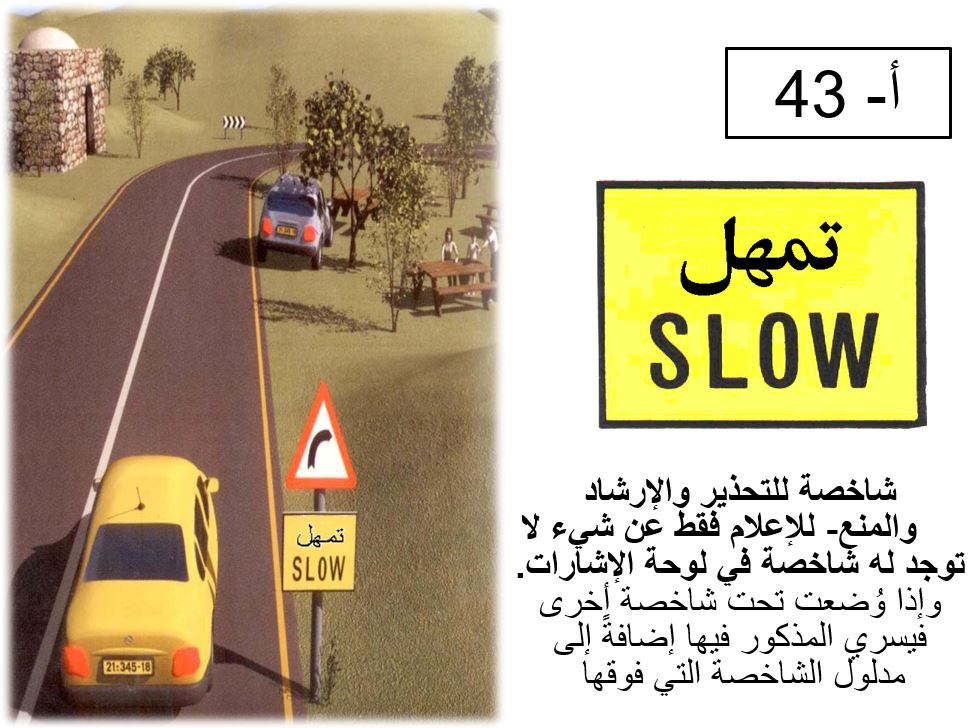 أ- 43
تمهل
SLOW
شاخصة للتحذير والإرشاد
والمنع- للإعلام فقط عن شيء لا
توجد له شاخصة في لوحة الإشارات.
وإذا وُضعت تحت شاخصة أخرى
فيسري المذكور فيها إضافةً إلى
مدلول الشاخصة التي فوقها
تمهل
SLOW
21-345-18